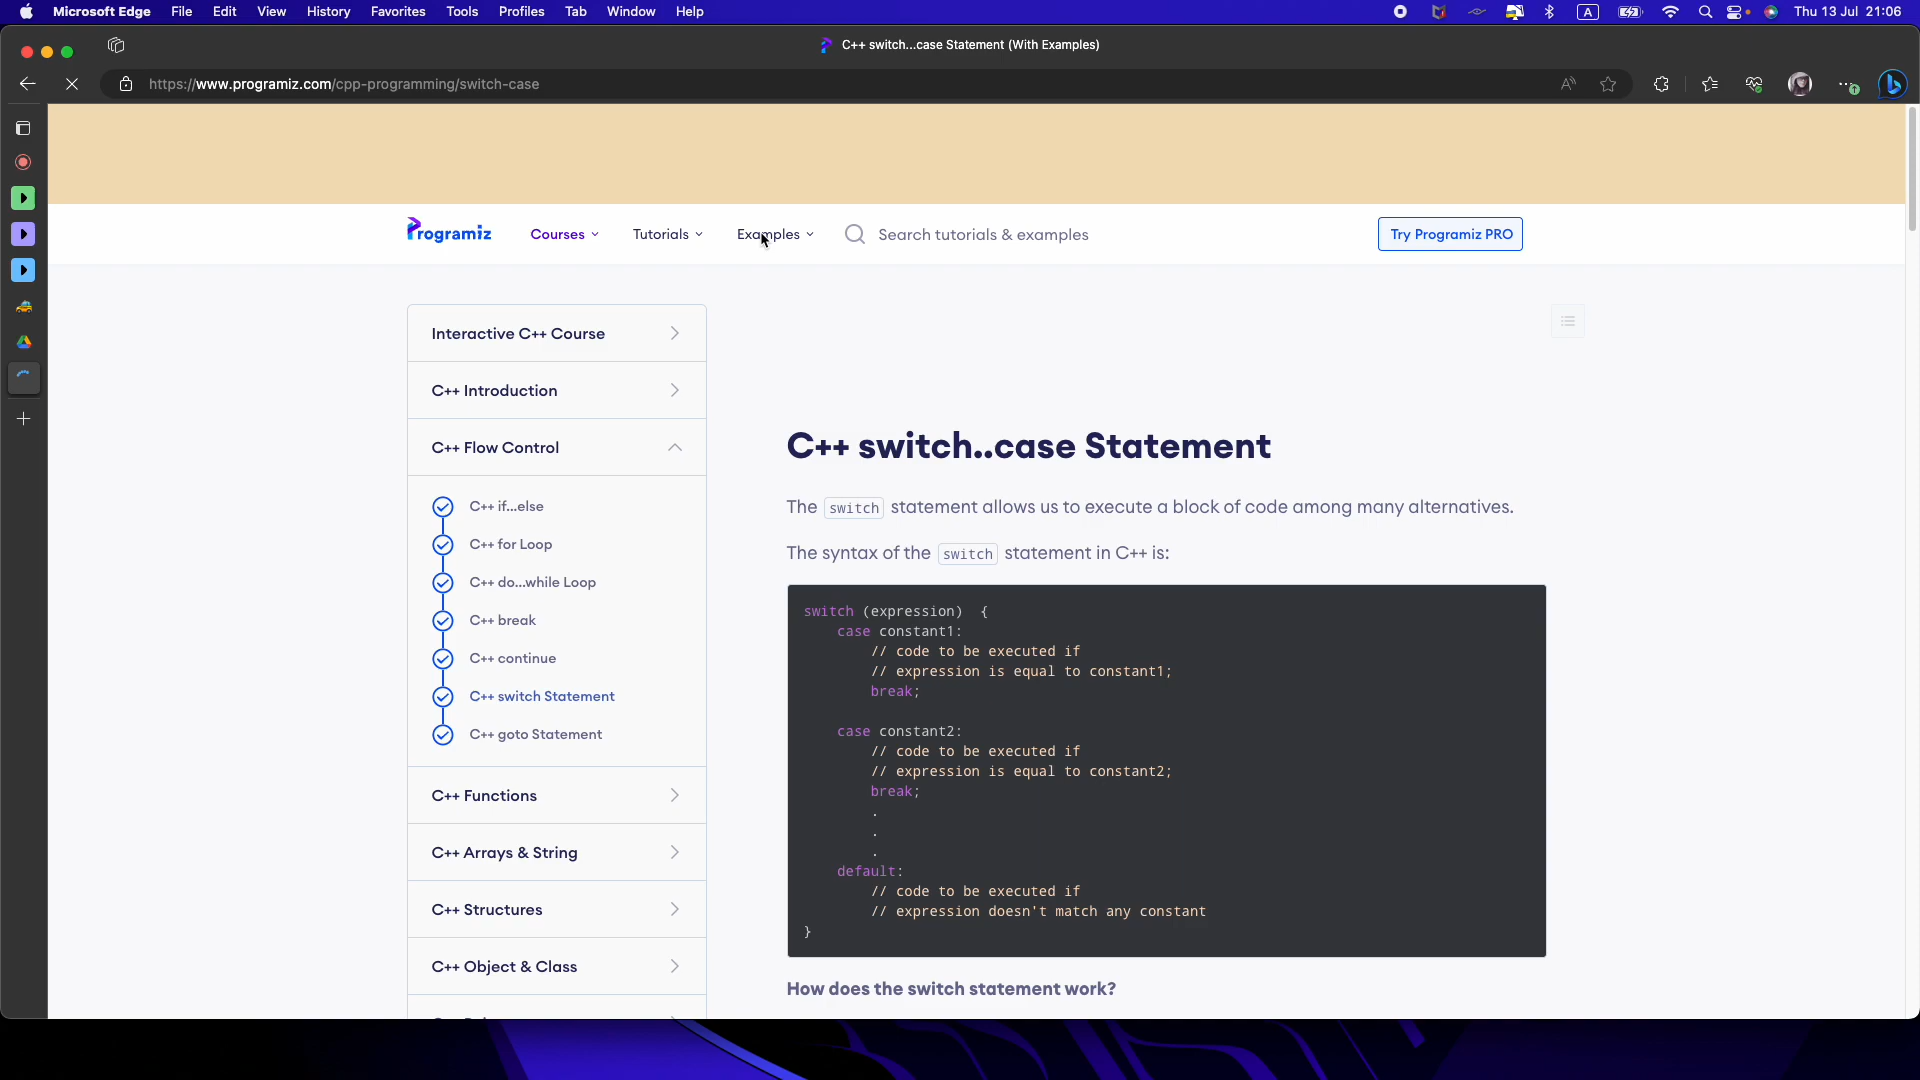 Microsoft Edge File Edit View History Favorites Tools Profiles Tab Window Help
A
Thu 13 Jul 21:06
C++ switch...case Statement (With Examples)
https://www.programiz.com/cpp-programming/switch-case
Programiz
Courses
Tutorials
Examples
Search tutorials & examples
Try Programiz PRO
Interactive C++ Course
C++ Introduction
C++ Flow Control
C++ if...else
C++ for Loop
C++ do...while Loop
C++ break
C++ continue
C++ switch Statement
C++ goto Statement
C++ Functions
C++ Arrays & String
C++ Structures
C++ Object & Class
C++ switch..case Statement
The switch statement allows us to execute a block of code among many alternatives.
The syntax of the switch statement in C++ is:
switch (expression)  {
    case constant1:
        // code to be executed if
        // expression is equal to constant1;
        break;
    case constant2:
        // code to be executed if
        // expression is equal to constant2;
        break;
        .
        .
        .
    default:
        // code to be executed if
        // expression doesn't match any constant
}
How does the switch statement work?